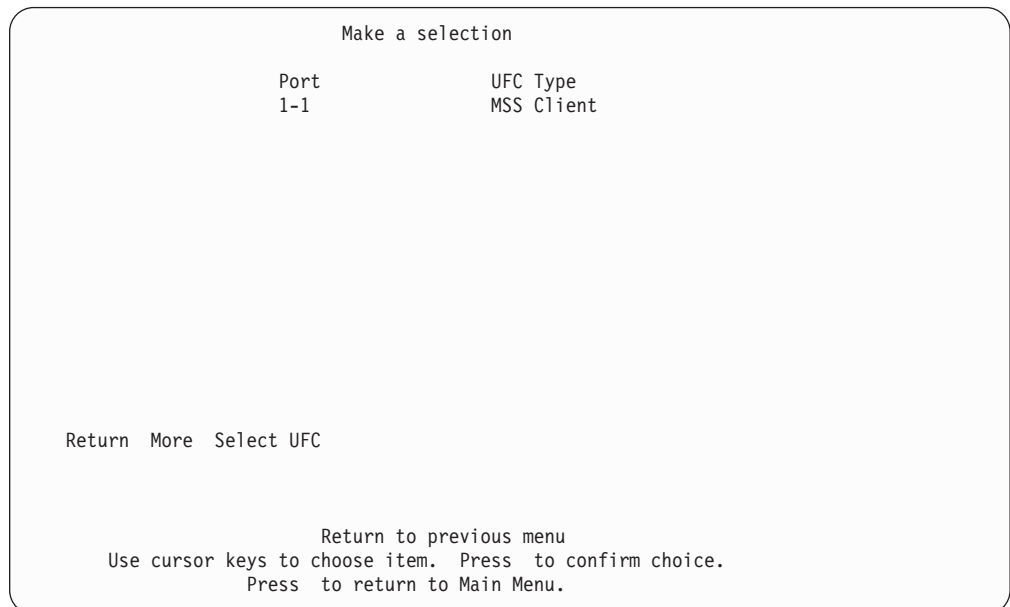 Make a selection
Port UFC Type
1-1 MSS Client
Return More Select UFC
Return to previous menu
Use cursor keys to choose item. Press to confirm choice.
Press to return to Main Menu.